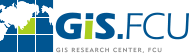 GiS.FCU
GIS RESEARCH CENTER, FCU